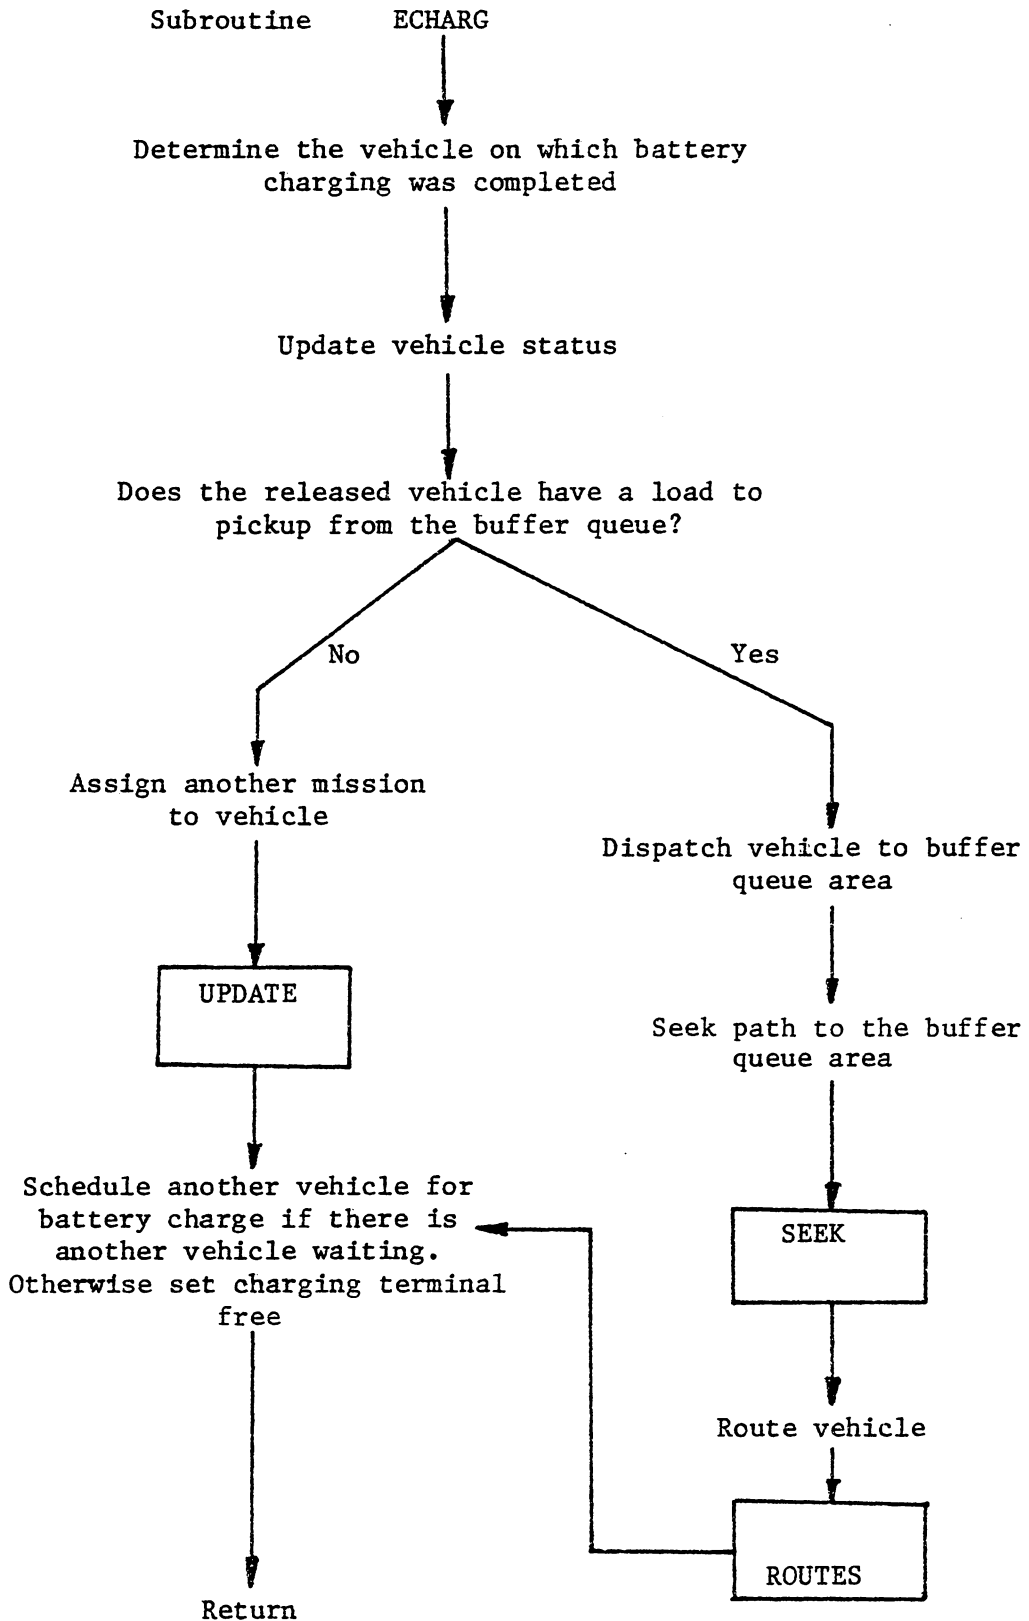 Subroutine ECHARG
Determine the vehicle on which battery
charging was completed
Update vehicle status
Does the released vehicle have a load to
pickup from the buffer queue?
No
Yes
Assign another mission
to vehicle
UPDATE
Schedule another vehicle for
battery charge if there is
another vehicle waiting.
Otherwise set charging terminal
free
Return
Dispatch vehicle to buffer
queue area
Seek path to the buffer
queue area
SEEK
Route vehicle
ROUTES